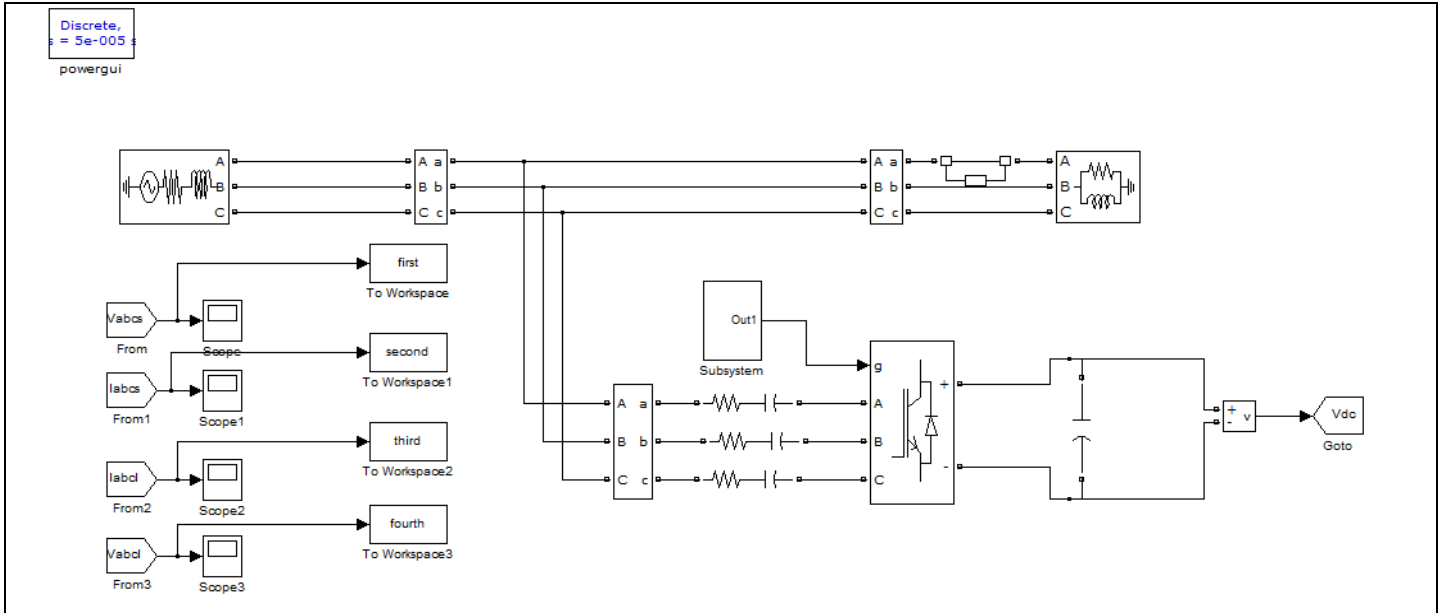 Discrete,
s = 5e-005 s
powergui
A
B
C
A a
B b
C c
A a
B b
C c
A
B
C
first
To Workspace
Vabcs
From
Scope
second
To Workspace1
Iabcs
From1
Scope1
third
To Workspace2
Iabcl
From2
Scope2
fourth
To Workspace3
Vabcl
From3
Scope3
Out1
Subsystem
A a
B b
C c
g
A
B
C
+
-
+
-
v
Vdc
Goto